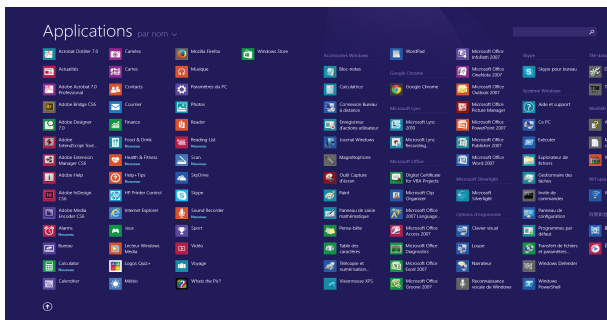 Applications par nom
Acrobat Distiller 7.0
Actualités
Adobe Acrobat 7.0
Professional
Adobe Bridge CS6
Adobe Designer
7.0
Adobe
ExtendScript Tool...
Adobe Extension
Manager CS6
Adobe Help
Adobe InDesign
CS6
Adobe Media
Encoder CS6
Alarms
Nouveau
Bureau
Calculator
Nouveau
Calendrier
Caméra
Cartes
Contacts
Courrier
Finance
Food & Drink
Nouveau
Health & Fitness
Nouveau
Help+Tips
Nouveau
HP Printer Control
Internet Explorer
Jeux
Lecteur Windows
Media
Logos Quiz+
Météo
Mozilla Firefox
Musique
Paramètres du PC
Photos
Reader
Reading List
Nouveau
Scan
Nouveau
SkyDrive
Skype
Sound Recorder
Nouveau
Sport
Vidéo
Voyage
Whats the Pic?
Windows Store
Accessoires Windows
Bloc-notes
Calculatrice
Connexion Bureau
à distance
Enregistreur
d'actions utilisateur
Journal Windows
Magnétophone
Outil Capture
d'écran
Paint
Panneau de saisie
mathématique
Pense-bête
Table des
caractères
Télécopie et
numérisation...
Visionneuse XPS
WordPad
Google Chrome
Google Chrome
Microsoft Lync
Microsoft Lync
2010
Microsoft Lync
Recording...
Microsoft Office
Digital Certificate
for VBA Projects
Microsoft Clip
Organizer
Microsoft Office
2007 Language...
Microsoft Office
Access 2007
Microsoft Office
Diagnostics
Microsoft Office
Excel 2007
Microsoft Office
Groove 2007
Microsoft Office
InfoPath 2007
Microsoft Office
OneNote 2007
Microsoft Office
Outlook 2007
Microsoft Office
Picture Manager
Microsoft Office
PowerPoint 2007
Microsoft Office
Publisher 2007
Microsoft Office
Word 2007
Microsoft Silverlight
Microsoft
Silverlight
Options d'ergonomie
Clavier visuel
Loupe
Narrateur
Reconnaissance
vocale de Windows
Skype
Skype pour bureau
Système Windows
Aide et support
Ce PC
Exécuter
Explorateur de
fichiers
Gestionnaire des
tâches
Invite de
commandes
Panneau de
configuration
Programmes par
défaut
Transfert de fichiers
et paramètres...
Windows Defender
Windows
PowerShell